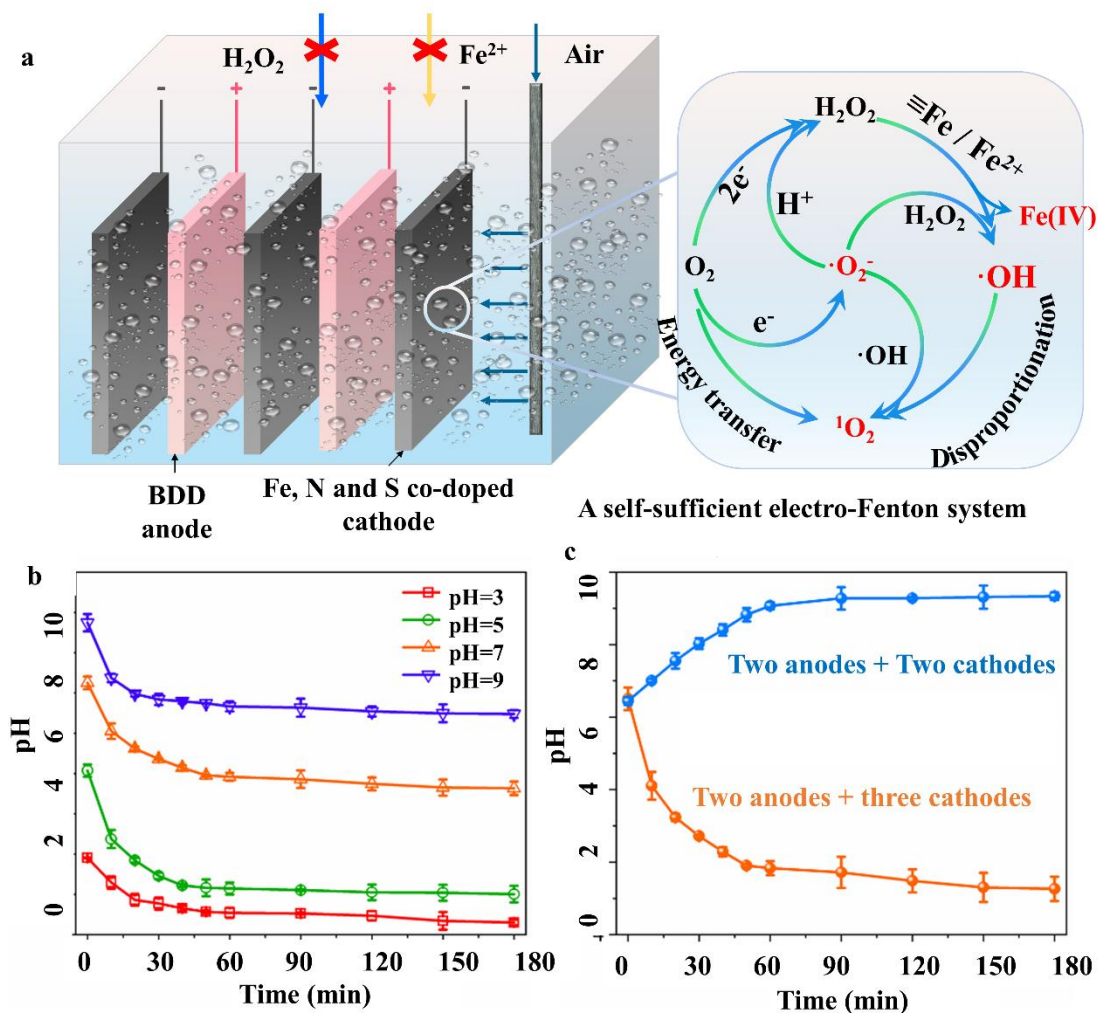 a
H₂O₂
Fe²⁺
Air
- + - + -
BDD
anode
Fe, N and S co-doped
cathode
H₂O₂
≡Fe / Fe²⁺
2e⁻
H⁺
H₂O₂
Fe(IV)
O₂
·O₂⁻
·OH
e⁻
·OH
Energy transfer
¹O₂
Disproportionation
A self-sufficient electro-Fenton system
b
pH=3
pH=5
pH=7
pH=9
10
8
6
4
2
0
pH
0 30 60 90 120 150 180
Time (min)
c
10
8
6
4
2
0
pH
Two anodes + Two cathodes
Two anodes + three cathodes
0 30 60 90 120 150 180
Time (min)